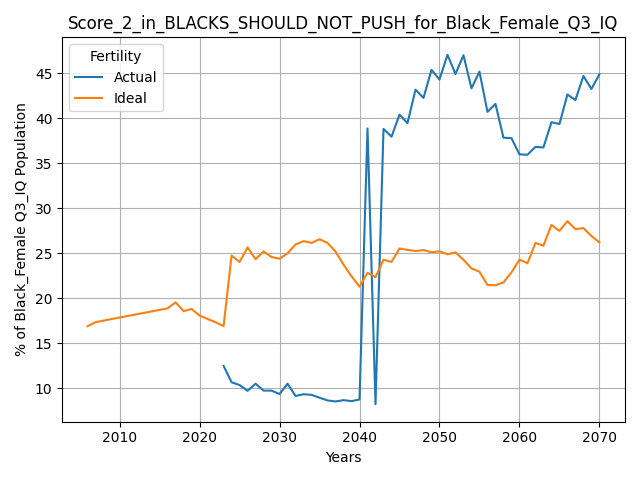 Score_2_in_BLACKS_SHOULD_NOT_PUSH_for_Black_Female_Q3_IQ
Fertility
Actual
Ideal
% of Black_Female Q3_IQ Population
45
40
35
30
25
20
15
10
2010 2020 2030 2040 2050 2060 2070
Years